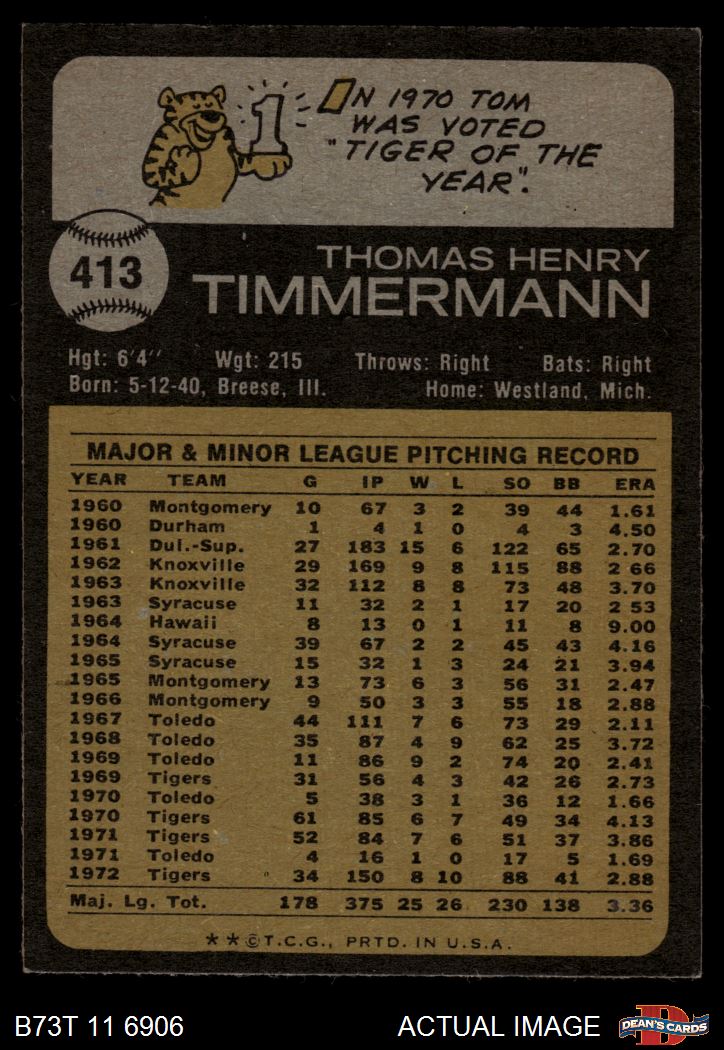 IN 1970 TOM
WAS VOTED
"TIGER OF THE
YEAR".
1
413
THOMAS HENRY
TIMMERMANN
Hgt: 6'4" Wgt: 215 Throws: Right Bats: Right
Born: 5-12-40, Breese, Ill. Home: Westland, Mich.
MAJOR & MINOR LEAGUE PITCHING RECORD
YEAR TEAM G IP W L SO BB ERA
1960 Montgomery 10 67 3 2 39 44 1.61
1960 Durham 1 4 1 0 4 3 4.50
1961 Dul.-Sup. 27 183 15 6 122 65 2.70
1962 Knoxville 29 169 9 8 115 88 2 66
1963 Knoxville 32 112 8 8 73 48 3.70
1963 Syracuse 11 32 2 1 17 20 2 53
1964 Hawaii 8 13 0 1 11 8 9.00
1964 Syracuse 39 67 2 2 45 43 4.16
1965 Syracuse 15 32 1 3 24 21 3.94
1965 Montgomery 13 73 6 3 56 31 2.47
1966 Montgomery 9 50 3 3 55 18 2.88
1967 Toledo 44 111 7 6 73 29 2.11
1968 Toledo 35 87 4 9 62 25 3.72
1969 Toledo 11 86 9 2 74 20 2.41
1969 Tigers 31 56 4 3 42 26 2.73
1970 Toledo 5 38 3 1 36 12 1.66
1970 Tigers 61 85 6 7 49 34 4.13
1971 Tigers 52 84 7 6 51 37 3.86
1971 Toledo 4 16 1 0 17 5 1.69
1972 Tigers 34 150 8 10 88 41 2.88
Maj. Lg. Tot. 178 375 25 26 230 138 3.36
**©T.C.G., PRTD. IN U.S.A.
B73T 11 6906 ACTUAL IMAGE
D
DEAN'S CARDS